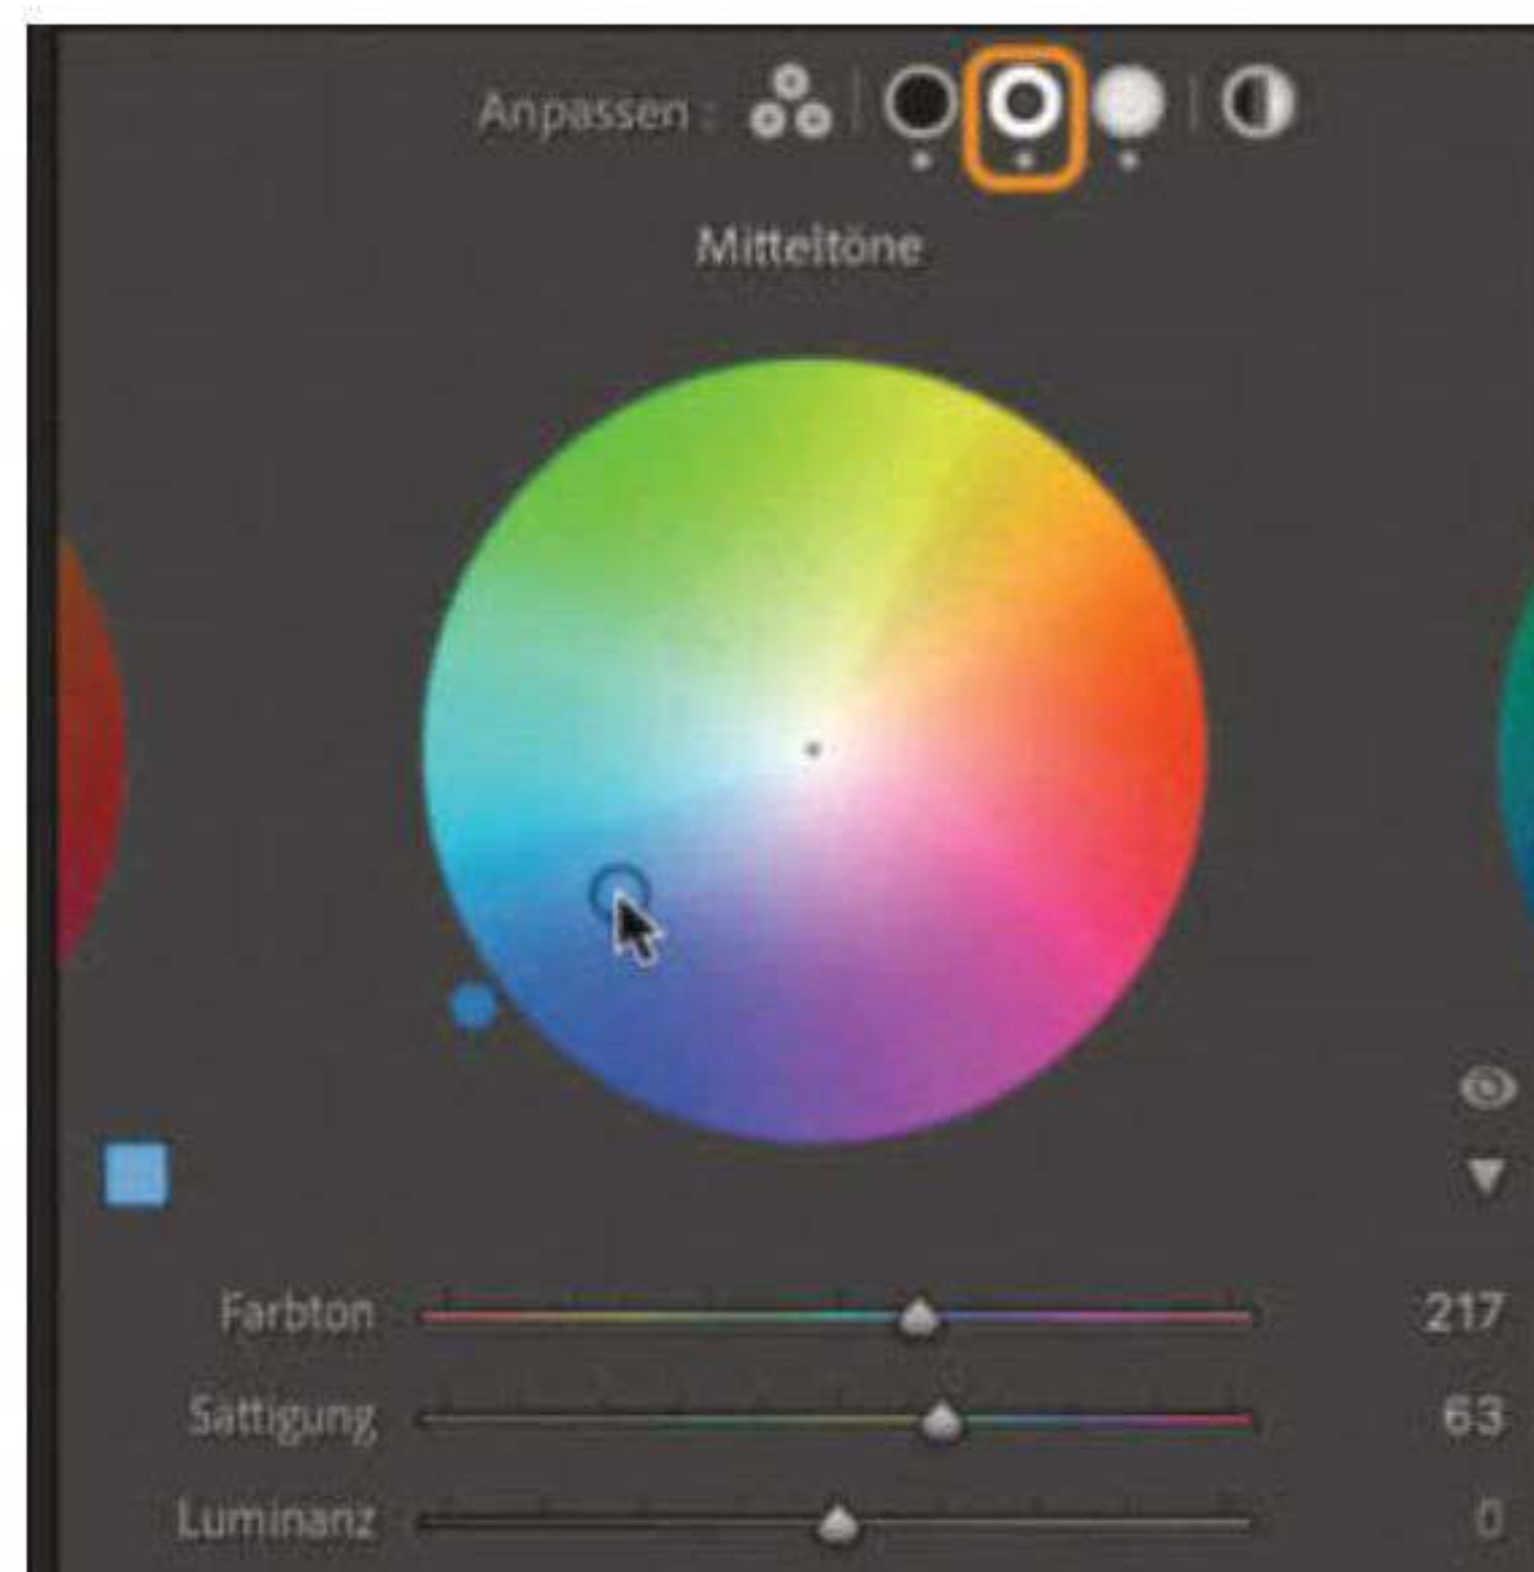 Anpassen :
Mitteltöne
Farbton 217
Sättigung 63
Luminanz 0